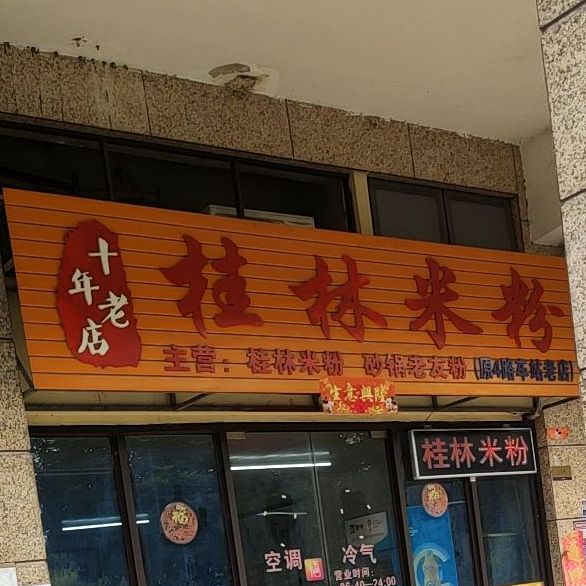 十年老店
桂林米粉
主营：桂林米粉 砂锅老友粉（原4路车站老店）
生意興隆
桂林米粉
福
福
空调 冷气
营业时间：